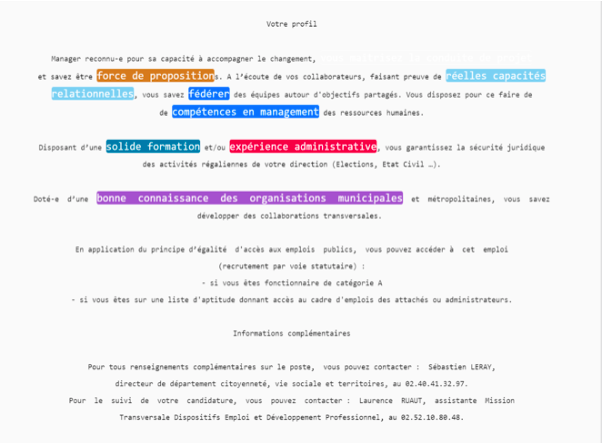 Votre profil
Manager reconnu-e pour sa capacité à accompagner le changement,
et savez être force de propositions. A l'écoute de vos collaborateurs, faisant preuve de réelles capacités
relationnelles, vous savez fédérer des équipes autour d'objectifs partagés. Vous disposez pour ce faire de
de compétences en management des ressources humaines.
Disposant d'une solide formation et/ou expérience administrative, vous garantissez la sécurité juridique
des activités régaliennes de votre direction (Elections, Etat Civil …).
Doté-e d'une bonne connaissance des organisations municipales et métropolitaines, vous savez
développer des collaborations transversales.
En application du principe d'égalité d'accès aux emplois publics, vous pouvez accéder à cet emploi
(recrutement par voie statutaire) :
- si vous êtes fonctionnaire de catégorie A
- si vous êtes sur une liste d'aptitude donnant accès au cadre d'emplois des attachés ou administrateurs.
Informations complémentaires
Pour tous renseignements complémentaires sur le poste, vous pouvez contacter : Sébastien LERAY,
directeur de département citoyenneté, vie sociale et territoires, au 02.40.41.32.97.
Pour le suivi de votre candidature, vous pouvez contacter : Laurence RUAUT, assistante Mission
Transversale Dispositifs Emploi et Développement Professionnel, au 02.52.10.80.48.